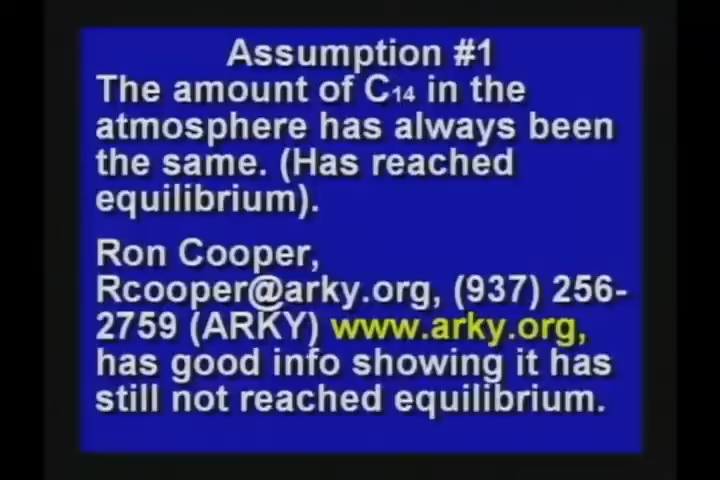 Assumption #1
The amount of C₁₄ in the
atmosphere has always been
the same. (Has reached
equilibrium).
Ron Cooper,
Rcooper@arky.org, (937) 256-
2759 (ARKY) www.arky.org,
has good info showing it has
still not reached equilibrium.